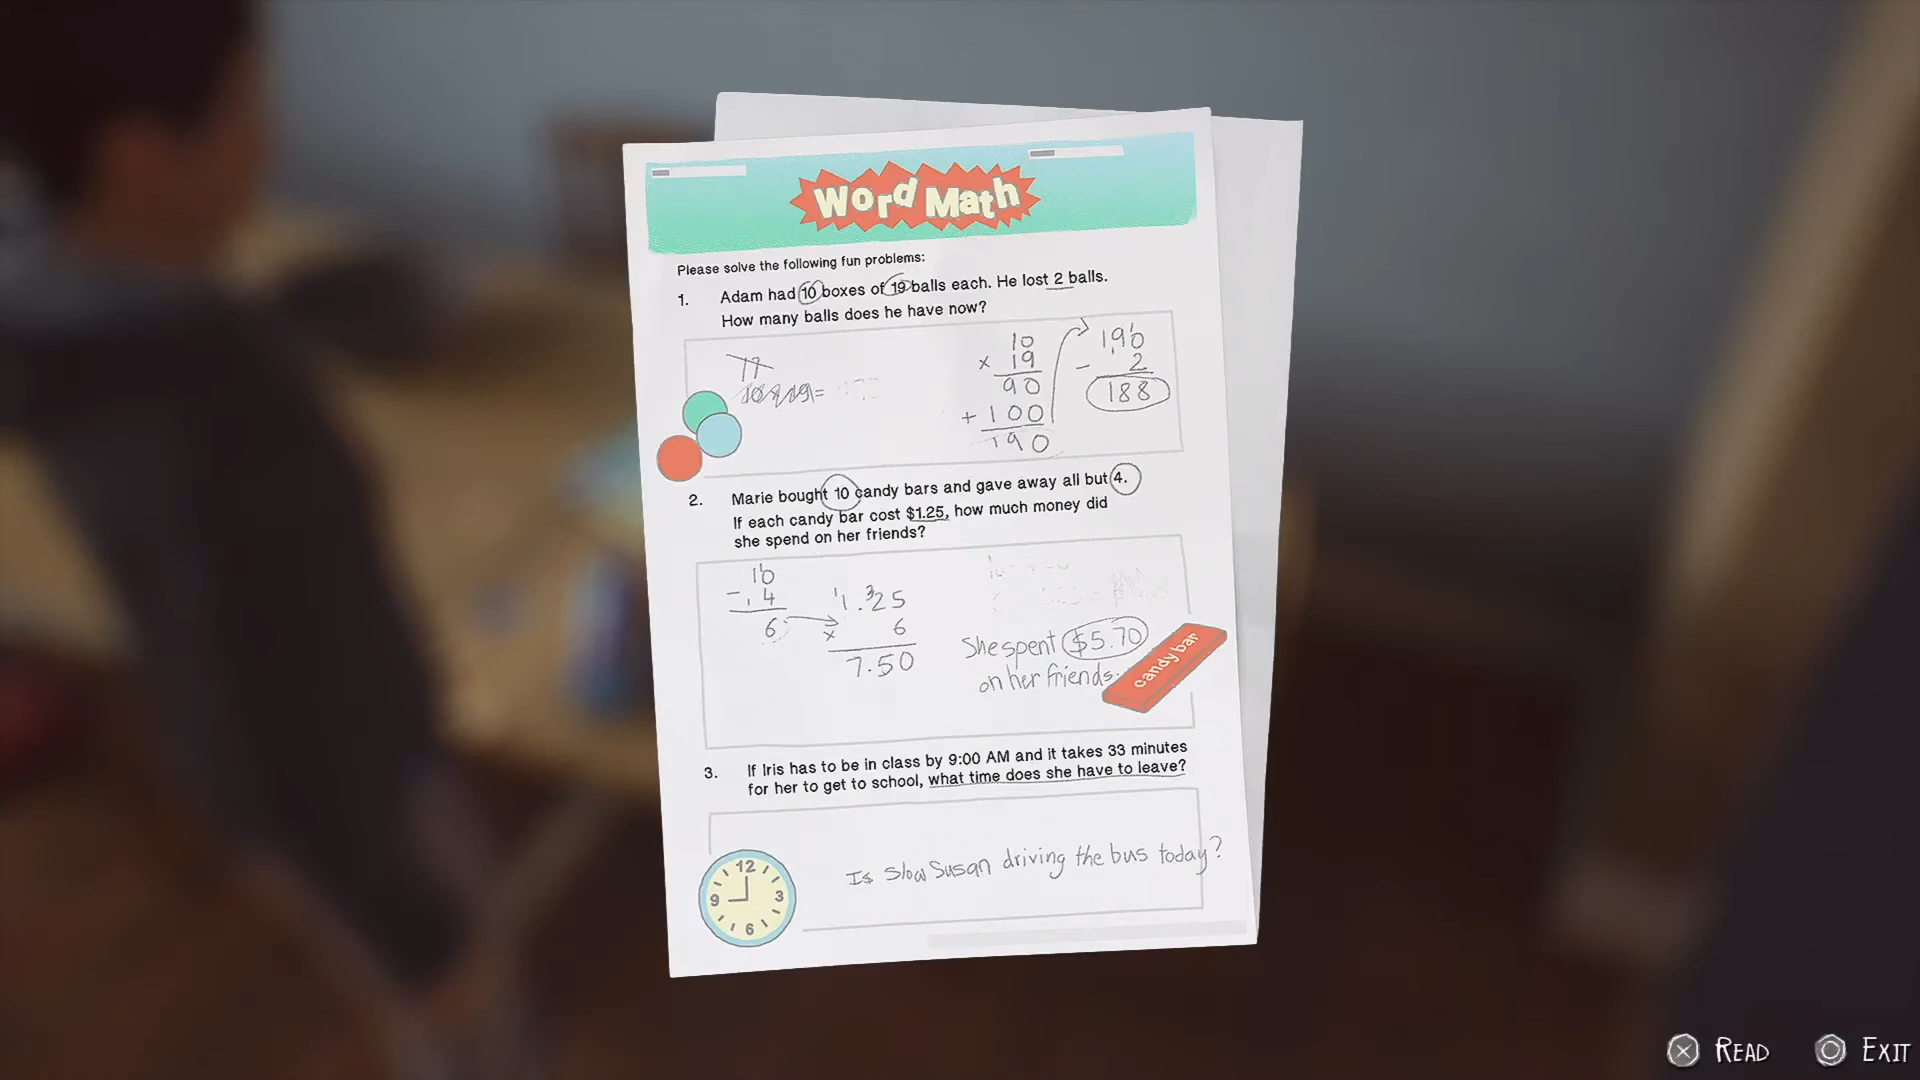 Word Math
Please solve the following fun problems:
1. Adam had 10 boxes of 19 balls each. He lost 2 balls.
How many balls does he have now?
17
10
× 19
90
+ 100
190
190
- 2
188
2. Marie bought 10 candy bars and gave away all but 4.
If each candy bar cost $1.25, how much money did
she spend on her friends?
10
- 4
6
1 3
1.25
× 6
7.50
She spent $5.70
on her friends.
candy bar
3. If Iris has to be in class by 9:00 AM and it takes 33 minutes
for her to get to school, what time does she have to leave?
12
9 3
6
Is Slow Susan driving the bus today?
READ EXIT